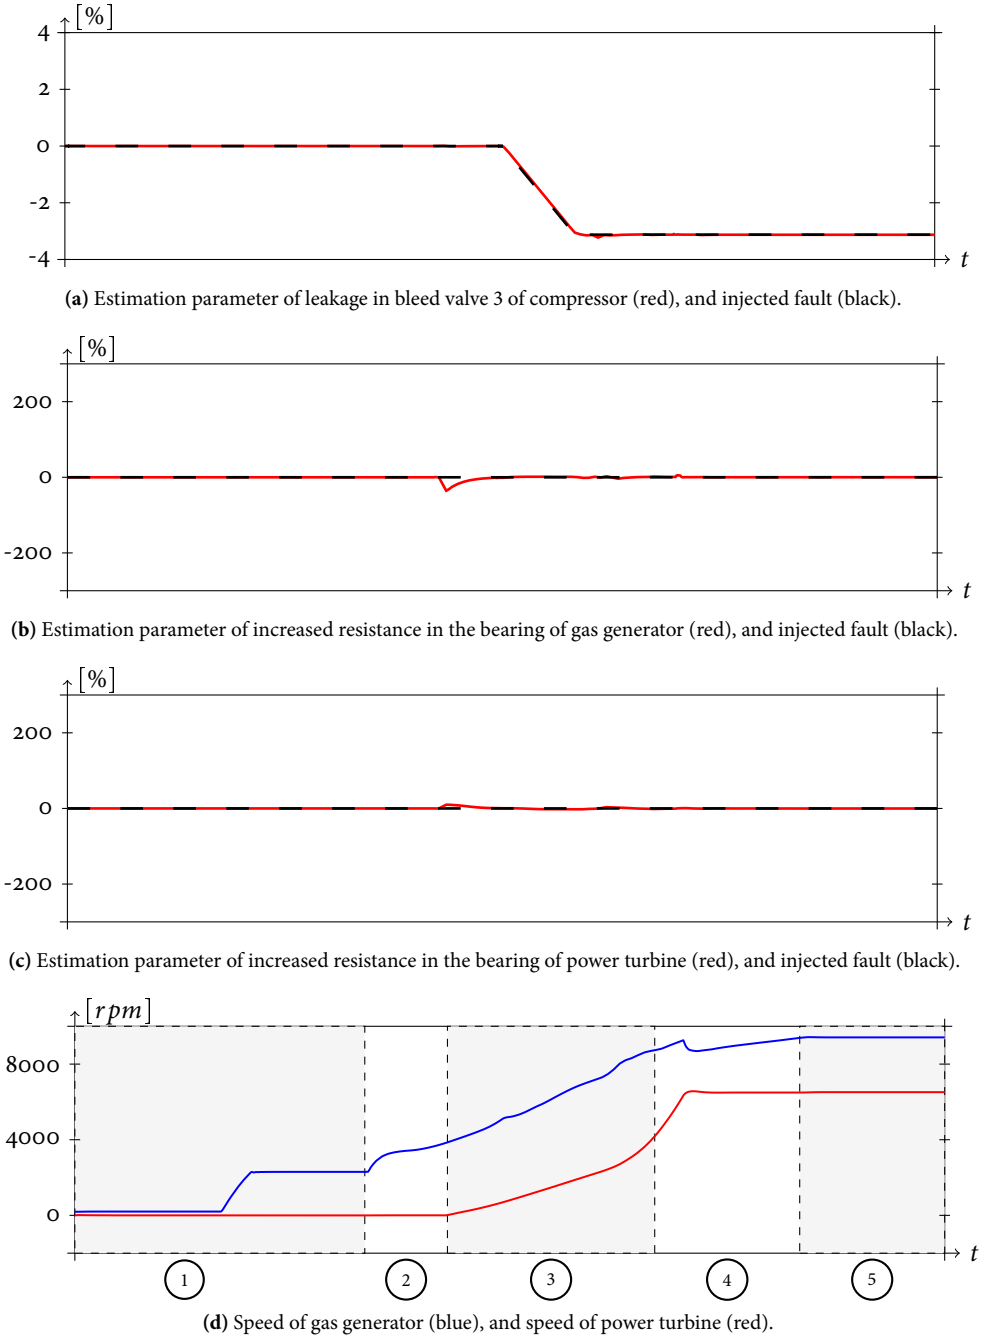 [%]
4
2
0
-2
-4
t
(a) Estimation parameter of leakage in bleed valve 3 of compressor (red), and injected fault (black).
[%]
200
0
-200
t
(b) Estimation parameter of increased resistance in the bearing of gas generator (red), and injected fault (black).
[%]
200
0
-200
t
(c) Estimation parameter of increased resistance in the bearing of power turbine (red), and injected fault (black).
[rpm]
8000
4000
0
t
1 2 3 4 5
(d) Speed of gas generator (blue), and speed of power turbine (red).